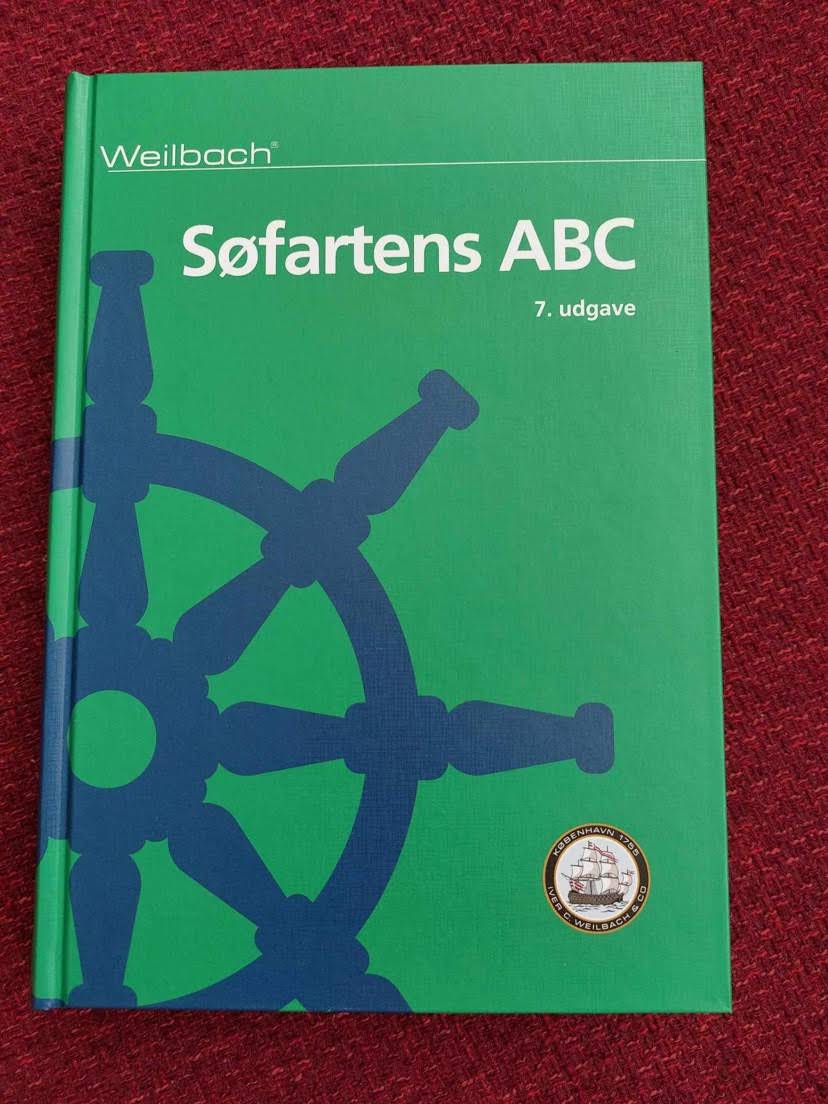 Weilbach®
Søfartens ABC
7. udgave
KØBENHAVN 1755
IVER C. WEILBACH & CO